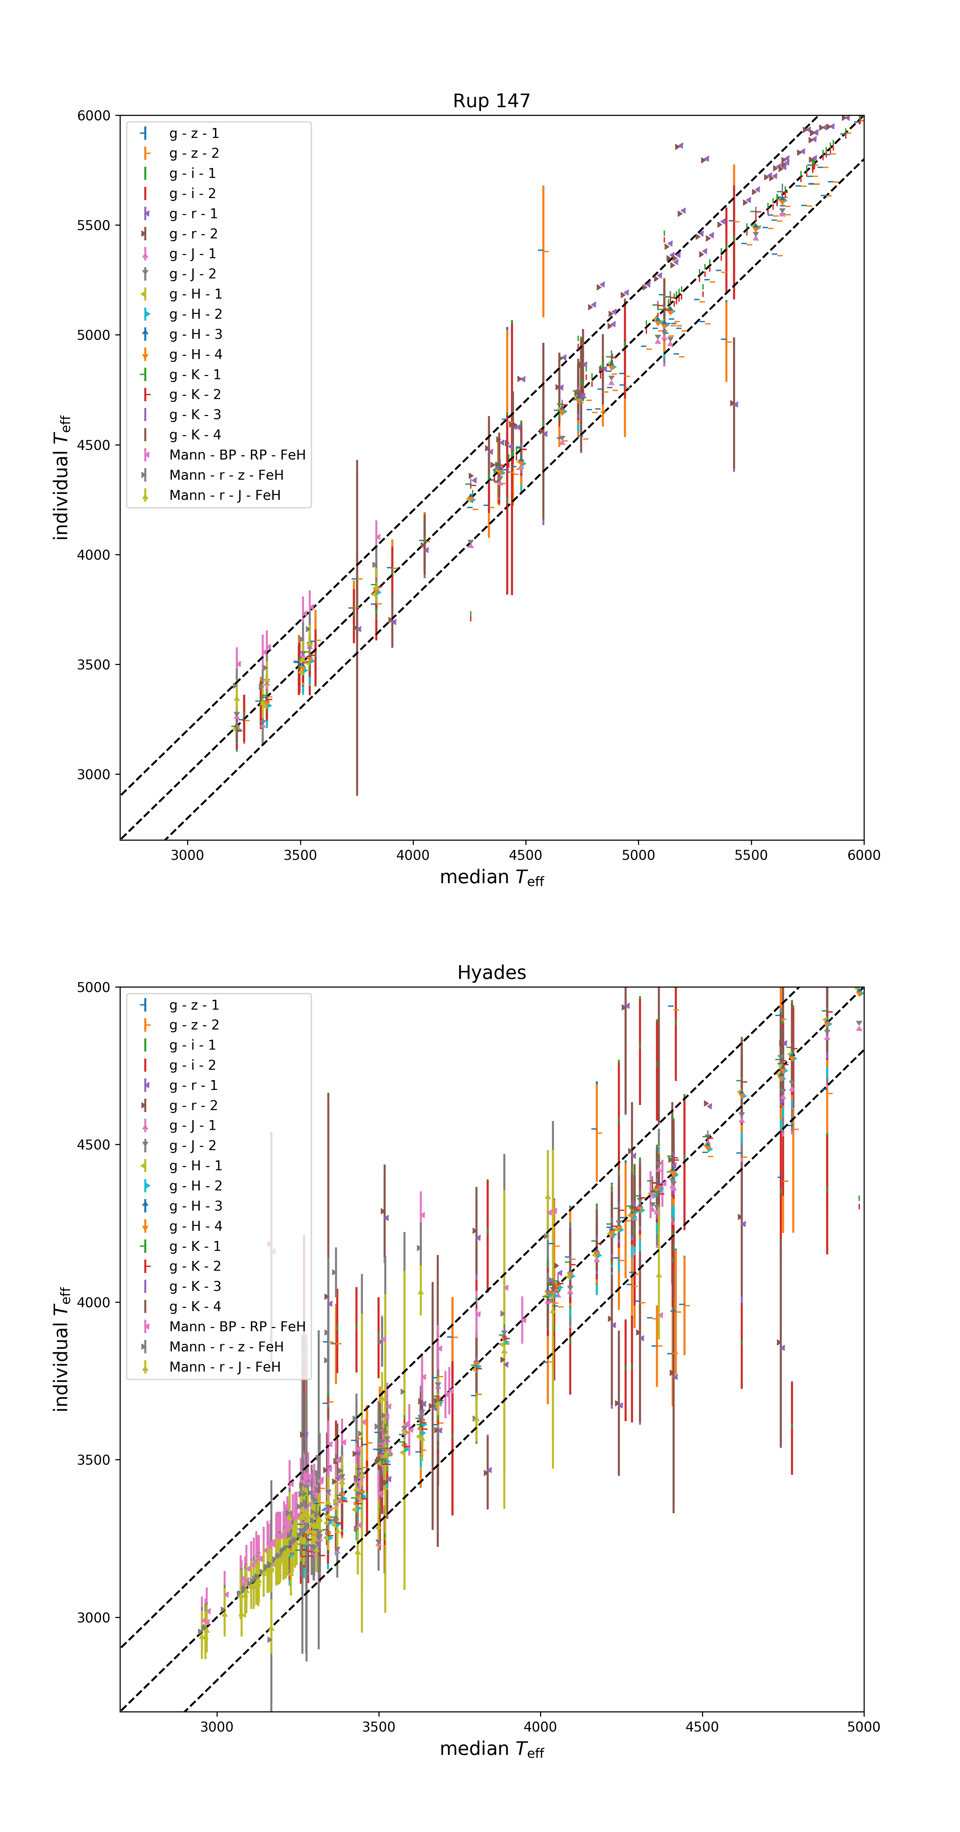 Rup 147
6000
5500
5000
4500
4000
3500
3000
individual Teff
g - z - 1
g - z - 2
g - i - 1
g - i - 2
g - r - 1
g - r - 2
g - J - 1
g - J - 2
g - H - 1
g - H - 2
g - H - 3
g - H - 4
g - K - 1
g - K - 2
g - K - 3
g - K - 4
Mann - BP - RP - FeH
Mann - r - z - FeH
Mann - r - J - FeH
3000 3500 4000 4500 5000 5500 6000
median Teff
Hyades
5000
4500
4000
3500
3000
individual Teff
g - z - 1
g - z - 2
g - i - 1
g - i - 2
g - r - 1
g - r - 2
g - J - 1
g - J - 2
g - H - 1
g - H - 2
g - H - 3
g - H - 4
g - K - 1
g - K - 2
g - K - 3
g - K - 4
Mann - BP - RP - FeH
Mann - r - z - FeH
Mann - r - J - FeH
3000 3500 4000 4500 5000
median Teff